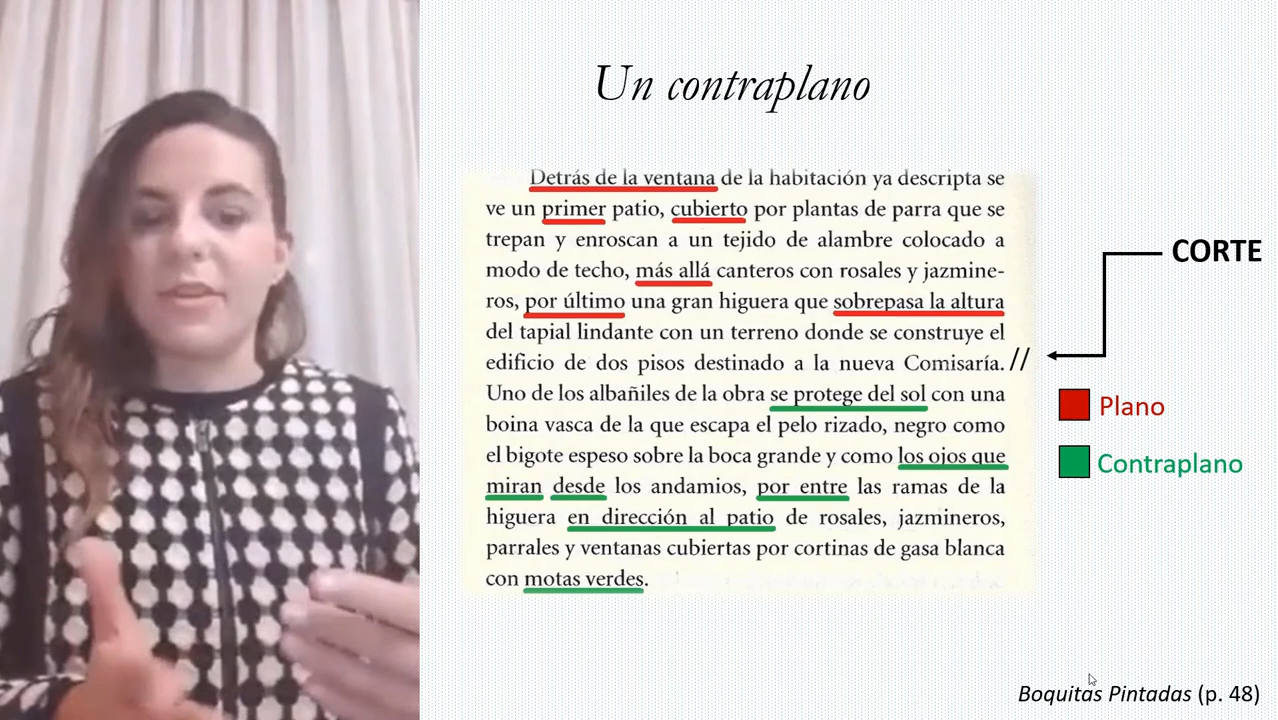 Un contraplano
Detrás de la ventana de la habitación ya descripta se
ve un primer patio, cubierto por plantas de parra que se
trepan y enroscan a un tejido de alambre colocado a
modo de techo, más allá canteros con rosales y jazmine-
ros, por último una gran higuera que sobrepasa la altura
del tapial lindante con un terreno donde se construye el
edificio de dos pisos destinado a la nueva Comisaría. //
Uno de los albañiles de la obra se protege del sol con una
boina vasca de la que escapa el pelo rizado, negro como
el bigote espeso sobre la boca grande y como los ojos que
miran desde los andamios, por entre las ramas de la
higuera en dirección al patio de rosales, jazmineros,
parrales y ventanas cubiertas por cortinas de gasa blanca
con motas verdes.
CORTE
Plano
Contraplano
Boquitas Pintadas (p. 48)